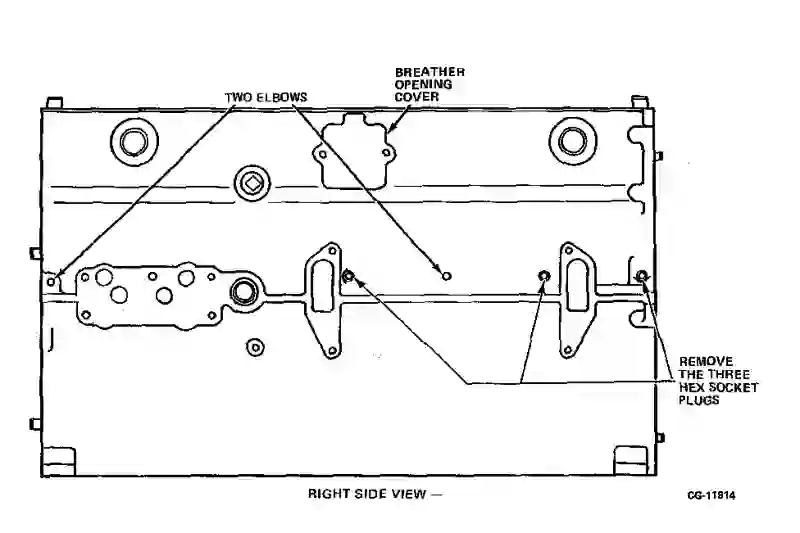 BREATHER
OPENING
COVER
TWO ELBOWS
REMOVE
THE THREE
HEX SOCKET
PLUGS
RIGHT SIDE VIEW —
CG-11814